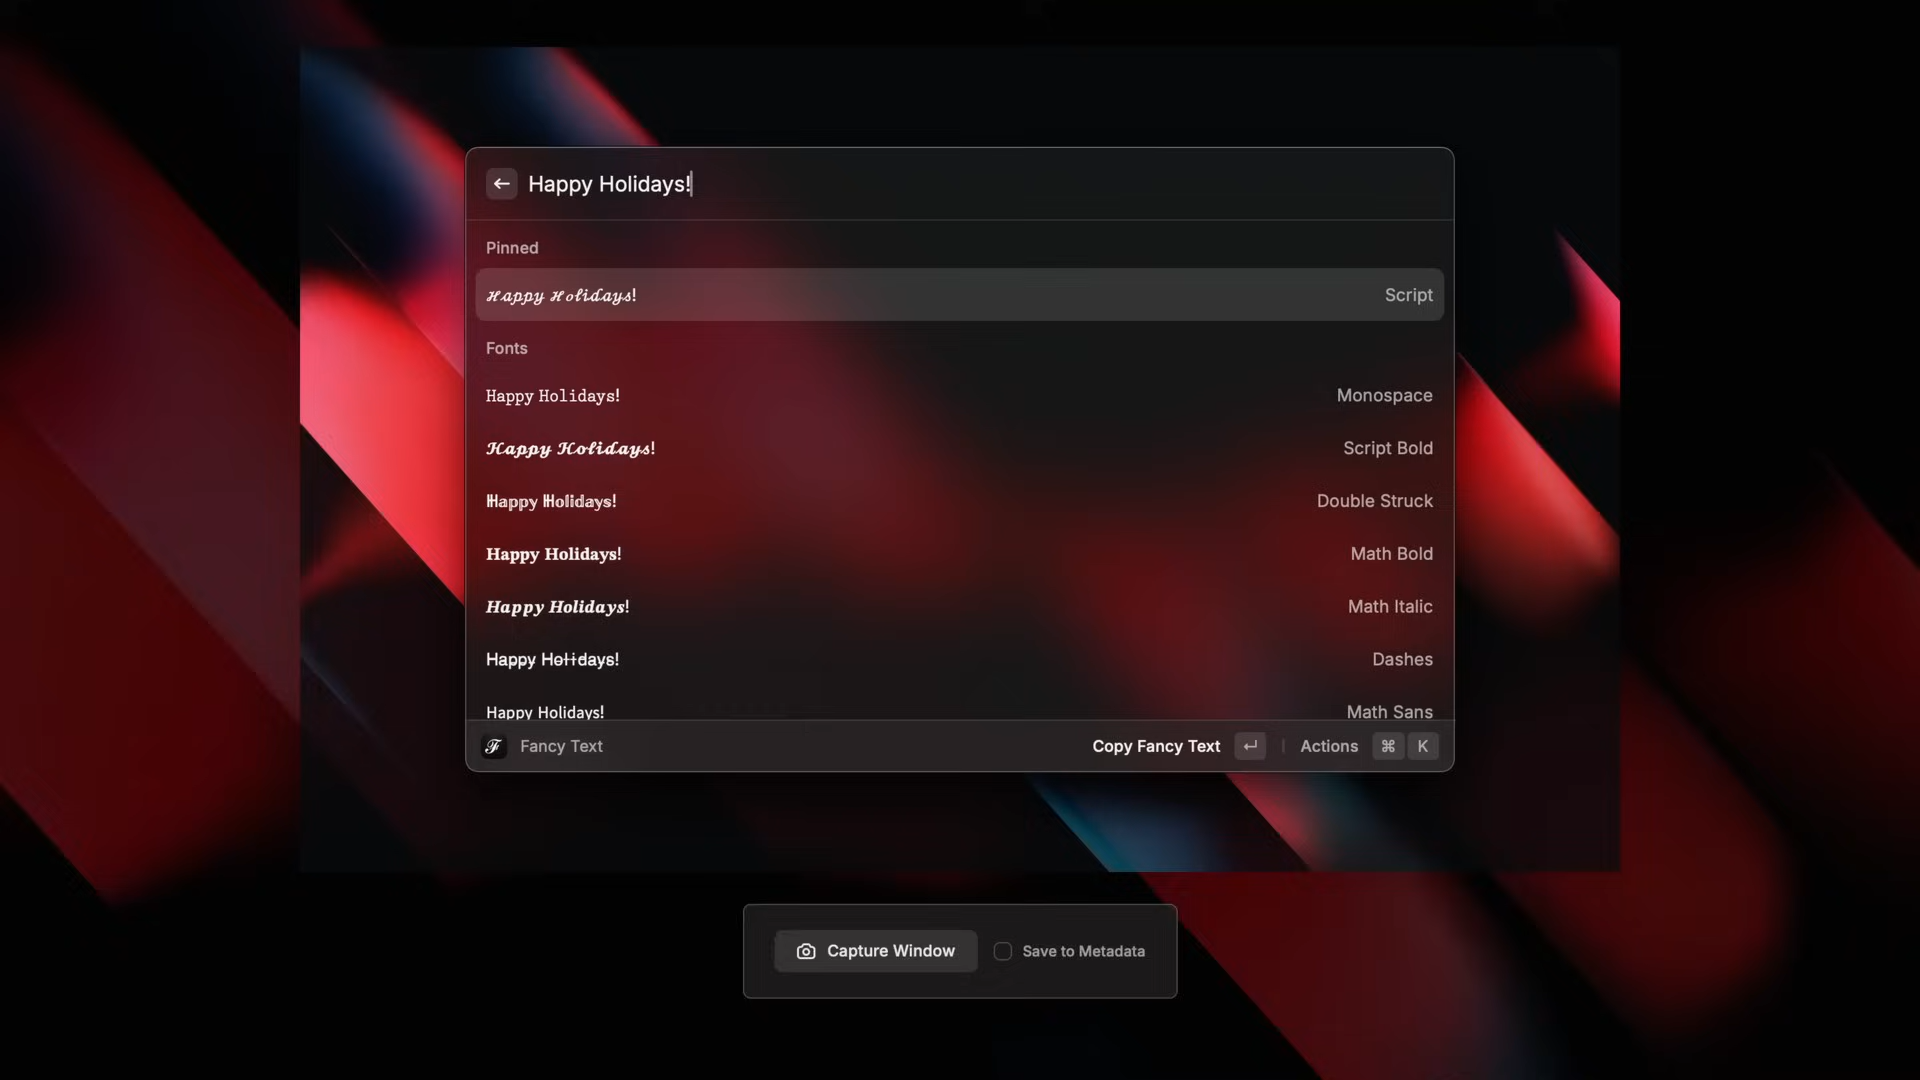 Happy Holidays!
Pinned
𝓗𝒶𝓅𝓅𝓎 𝓗ℴ𝓁𝒾𝒹𝒶𝓎𝓈! Script
Fonts
𝙷𝚊𝚙𝚙𝚢 𝙷𝚘𝚕𝚒𝚍𝚊𝚢𝚜! Monospace
𝓗𝓪𝓹𝓹𝔂 𝓗𝓸𝓵𝓲𝓭𝓪𝔂𝓼! Script Bold
ℍ𝕒𝕡𝕡𝕪 ℍ𝕠𝕝𝕚𝕕𝕒𝕪𝕤! Double Struck
𝐇𝐚𝐩𝐩𝐲 𝐇𝐨𝐥𝐢𝐝𝐚𝐲𝐬! Math Bold
𝑯𝒂𝒑𝒑𝒚 𝑯𝒐𝒍𝒊𝒅𝒂𝒚𝒔! Math Italic
H̶a̶p̶p̶y̶ H̶o̶l̶i̶d̶a̶y̶s̶! Dashes
𝖧𝖺𝗉𝗉𝗒 𝖧𝗈𝗅𝗂𝖽𝖺𝗒𝗌! Math Sans
Fancy Text Copy Fancy Text ↵ Actions ⌘ K
Capture Window Save to Metadata